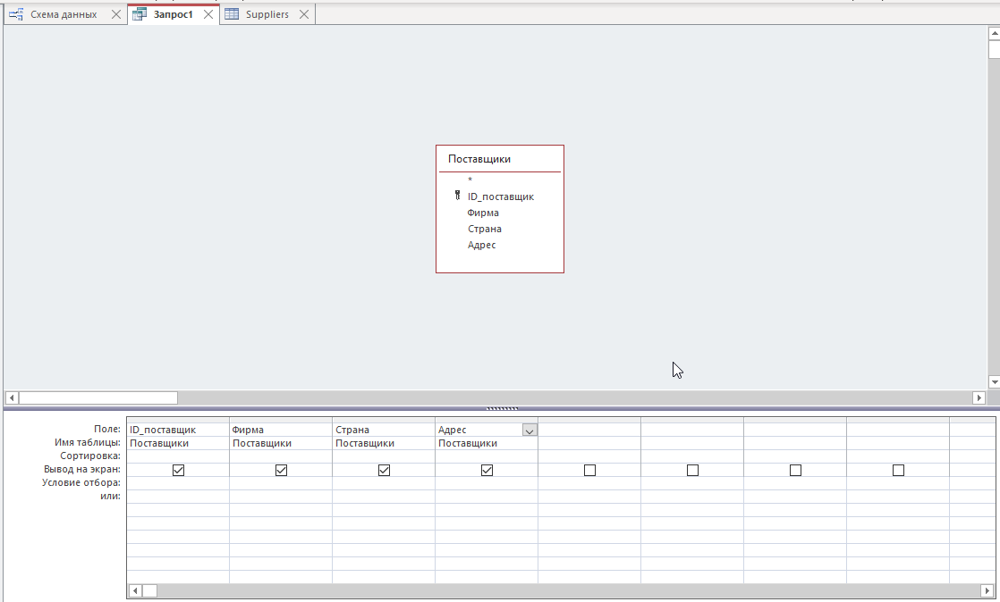 Схема данных Запрос1 Suppliers
Поставщики
*
ID_поставщик
Фирма
Страна
Адрес
Поле: ID_поставщик Фирма Страна Адрес
Имя таблицы: Поставщики Поставщики Поставщики Поставщики
Сортировка:
Вывод на экран:
Условие отбора:
или: